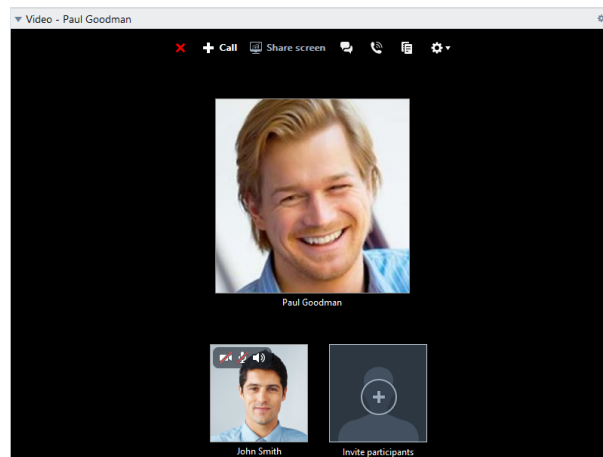 Video - Paul Goodman
Call Share screen
Paul Goodman
John Smith Invite participants